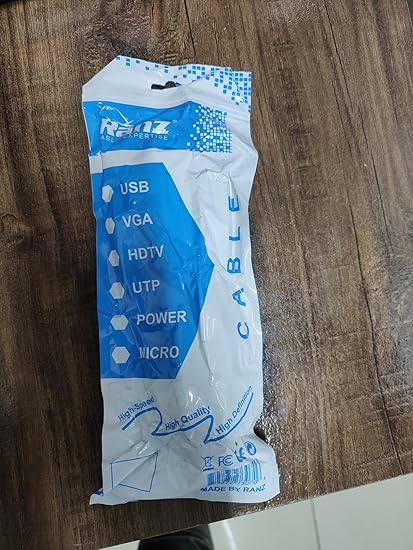 Ranz
ABLE EXPERTISE
USB
VGA
HDTV
UTP
POWER
MICRO
CABLE
High-Speed
High Quality
High Definition
FC CE
MADE BY RANZ